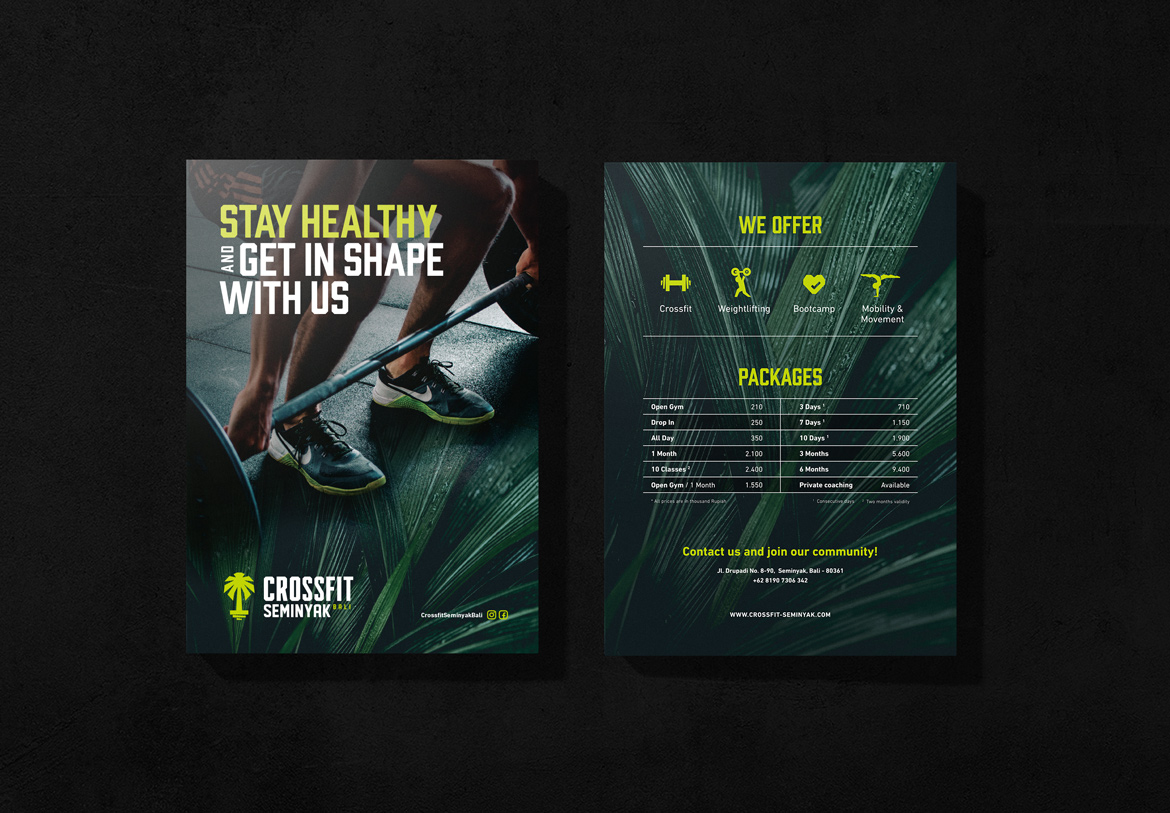 STAY HEALTHY
AND GET IN SHAPE
WITH US
CROSSFIT
SEMINYAK BALI
CrossfitSeminyakBali
WE OFFER
Crossfit
Weightlifting
Bootcamp
Mobility &
Movement
PACKAGES
Open Gym 210 3 Days ¹ 710
Drop In 250 7 Days ¹ 1.150
All Day 350 10 Days ¹ 1.900
1 Month 2.100 3 Months 5.600
10 Classes ² 2.400 6 Months 9.400
Open Gym / 1 Month 1.550 Private coaching Available
* All prices are in thousand Rupiah ¹ Consecutive days ² Two months validity
Contact us and join our community!
Jl. Drupadi No. 8-90, Seminyak, Bali - 80361
+62 8190 7306 342
WWW.CROSSFIT-SEMINYAK.COM